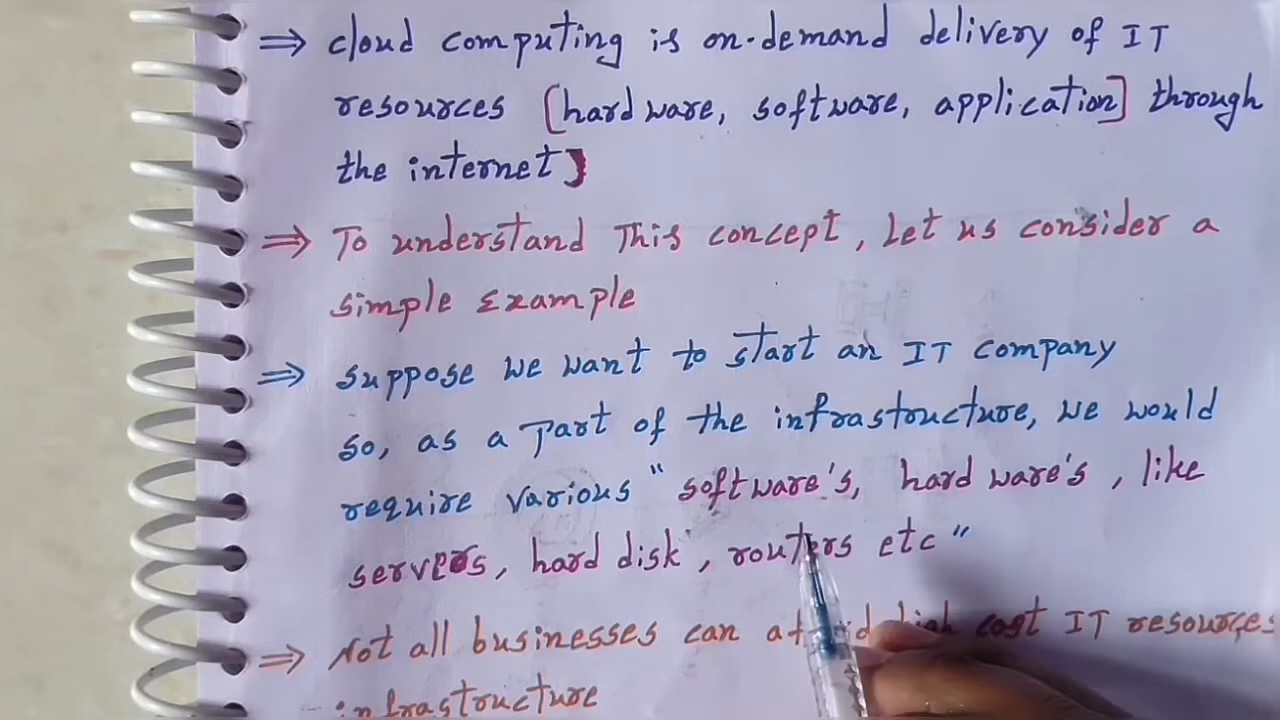 ⇒ cloud computing is on-demand delivery of IT
resources [hardware, software, application] through
the internet}
⇒ To understand This concept, Let us consider a
simple Example
⇒ suppose we want to start an IT company
so, as a part of the infrastructure, we would
require various "software's, hard ware's, like
servers, hard disk, routers etc"
⇒ Not all businesses can cost IT resources
infrastructure